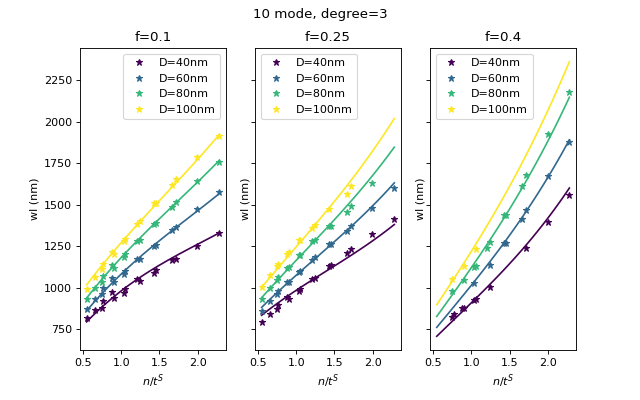 10 mode, degree=3
f=0.1
f=0.25
f=0.4
D=40nm
D=60nm
D=80nm
D=100nm
D=40nm
D=60nm
D=80nm
D=100nm
D=40nm
D=60nm
D=80nm
D=100nm
2250
2000
1750
1500
1250
1000
750
wl (nm)
wl (nm)
wl (nm)
0.5 1.0 1.5 2.0
0.5 1.0 1.5 2.0
0.5 1.0 1.5 2.0
n/t^S
n/t^S
n/t^S